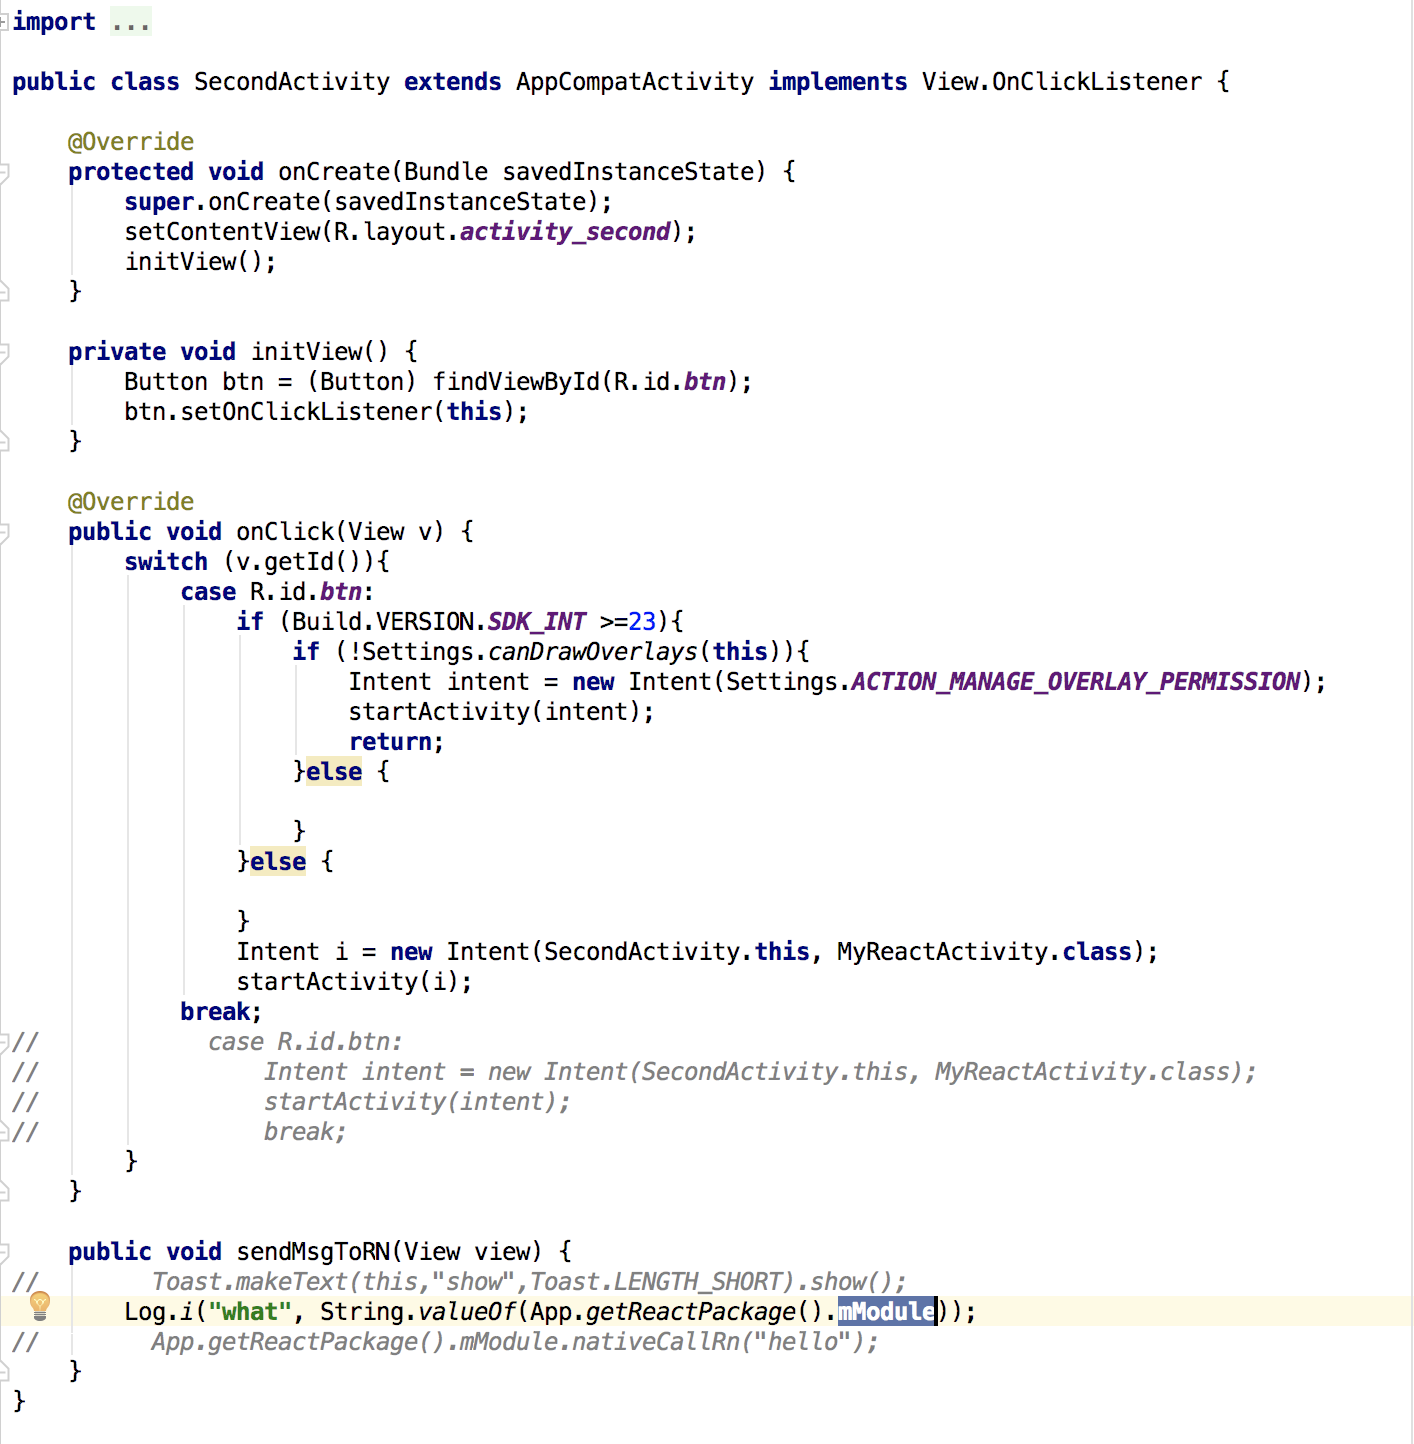 import ...
public class SecondActivity extends AppCompatActivity implements View.OnClickListener {
@Override
protected void onCreate(Bundle savedInstanceState) {
super.onCreate(savedInstanceState);
setContentView(R.layout.activity_second);
initView();
}
private void initView() {
Button btn = (Button) findViewById(R.id.btn);
btn.setOnClickListener(this);
}
@Override
public void onClick(View v) {
switch (v.getId()){
case R.id.btn:
if (Build.VERSION.SDK_INT >=23){
if (!Settings.canDrawOverlays(this)){
Intent intent = new Intent(Settings.ACTION_MANAGE_OVERLAY_PERMISSION);
startActivity(intent);
return;
}else {
}
}else {
}
Intent i = new Intent(SecondActivity.this, MyReactActivity.class);
startActivity(i);
break;
// case R.id.btn:
// Intent intent = new Intent(SecondActivity.this, MyReactActivity.class);
// startActivity(intent);
// break;
}
}
public void sendMsgToRN(View view) {
// Toast.makeText(this,"show",Toast.LENGTH_SHORT).show();
Log.i("what", String.valueOf(App.getReactPackage().mModule));
// App.getReactPackage().mModule.nativeCallRn("hello");
}
}